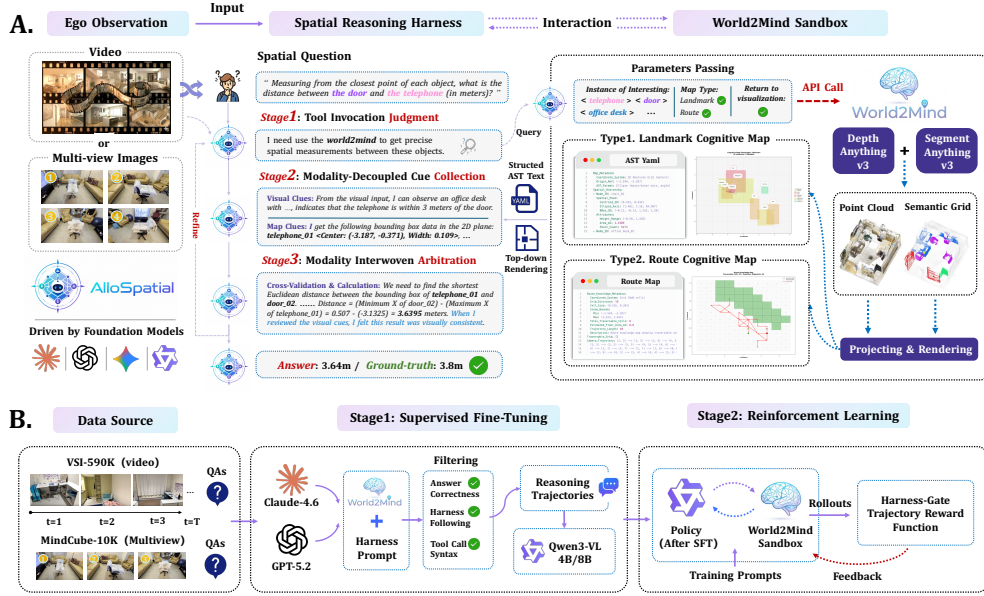 A.
Ego Observation
Input
Spatial Reasoning Harness
Interaction
World2Mind Sandbox
Video
or
Multi-view Images
1
2
3
4
AlloSpatial
Driven by Foundation Models
Refine
Spatial Question
" Measuring from the closest point of each object, what is the
distance between the door and the telephone (in meters)? "
Stage1: Tool Invocation Judgment
I need use the world2mind to get precise
spatial measurements between these objects.
Stage2: Modality-Decoupled Cue Collection
Visual Clues: From the visual input, I can observe an office desk
with ..., indicates that the telephone is within 3 meters of the door.
Map Clues: I get the following bounding box data in the 2D plane:
telephone_01 <Center: (-3.187, -0.371), Width: 0.109>, ...
Stage3: Modality Interwoven Arbitration
Cross-Validation & Calculation: We need to find the shortest
Euclidean distance between the bounding box of telephone_01 and
door_02. ...... Distance = (Minimum X of door_02) - (Maximum X
of telephone_01) = 0.507 - (-3.1325) = 3.6395 meters. When I
reviewed the visual cues, I felt this result was visually consistent.
Answer: 3.64m / Ground-truth: 3.8m
Query
Structed
AST Text
YAML
Top-down
Rendering
Parameters Passing
Instance of Interesting:
< telephone > < door >
< office desk > ...
Map Type:
Landmark
Route
Return to
visualization:
API Call
World2Mind
Type1. Landmark Cognitive Map
AST Yaml
Type2. Route Cognitive Map
Route Map
Depth
Anything
v3
+
Segment
Anything
v3
Point Cloud
Semantic Grid
Projecting & Rendering
B.
Data Source
Stage1: Supervised Fine-Tuning
Stage2: Reinforcement Learning
VSI-590K (video)
QAs
?
...
t=1
t=2
t=3
t=T
MindCube-10K (Multiview)
QAs
?
Claude-4.6
GPT-5.2
World2Mind
+
Harness
Prompt
Filtering
Answer
Correctness
Harness
Following
Tool Call
Syntax
Reasoning
Trajectories
Qwen3-VL
4B/8B
Policy
(After SFT)
World2Mind
Sandbox
Training Prompts
Rollouts
Harness-Gate
Trajectory Reward
Function
Feedback